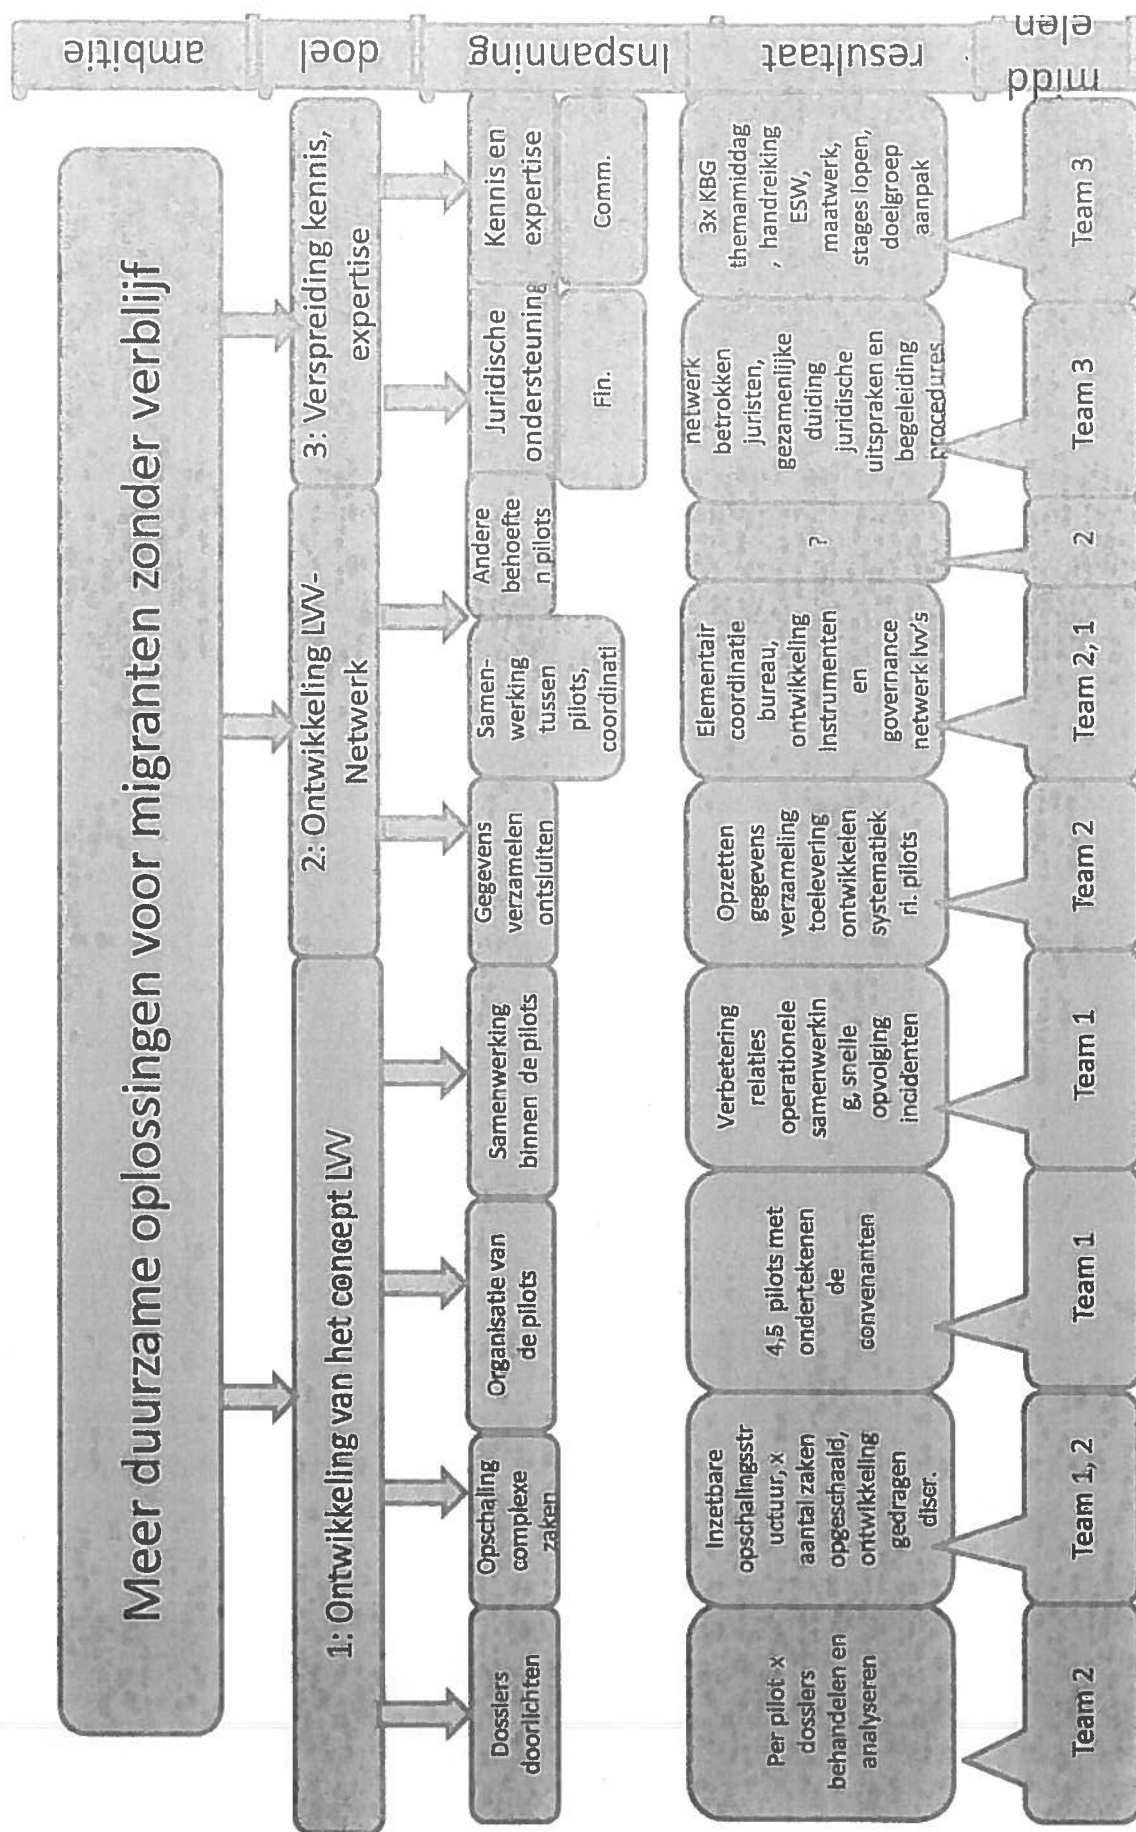 Meer duurzame oplossingen voor migranten zonder verblijf
ambitie
1: Ontwikkeling van het concept LVV
2: Ontwikkeling LVV-
Netwerk
3: Verspreiding kennis,
expertise
doel
Dossiers
doorlichten
Opschaling
complexe
zaken
Organisatie van
de pilots
Samenwerking
binnen de pilots
Gegevens
verzamelen
ontsluiten
Samen-
werking
tussen
pilots,
coordinati
Andere
behoefte
n pilots
Juridische
ondersteuning
Kennis en
expertise
Fin.
Comm.
Inspanning
Per pilot x
dossiers
behandelen en
analyseren
Inzetbare
opschalingsstr
uctuur, x
aantal zaken
opgeschaald,
ontwikkeling
gedragen
discr.
4,5 pilots met
ondertekenen
de
convenanten
Verbetering
relaties
operationele
samenwerkin
g, snelle
opvolging
incidenten
Opzetten
gegevens
verzameling
toelevering
ontwikkelen
systematiek
ri. pilots
Elementair
coordinatie
bureau,
ontwikkeling
Instrumenten
en
governance
netwerk lvv's
?
netwerk
betrokken
juristen,
gezamenlijke
duiding
juridische
uitspraken en
begeleiding
procedures
3x KBG
themamiddag
, handreiking
ESW,
maatwerk,
stages lopen,
doelgroep
aanpak
resultaat
Team 2
Team 1, 2
Team 1
Team 1
Team 2
Team 2, 1
2
Team 3
Team 3
midd
elen